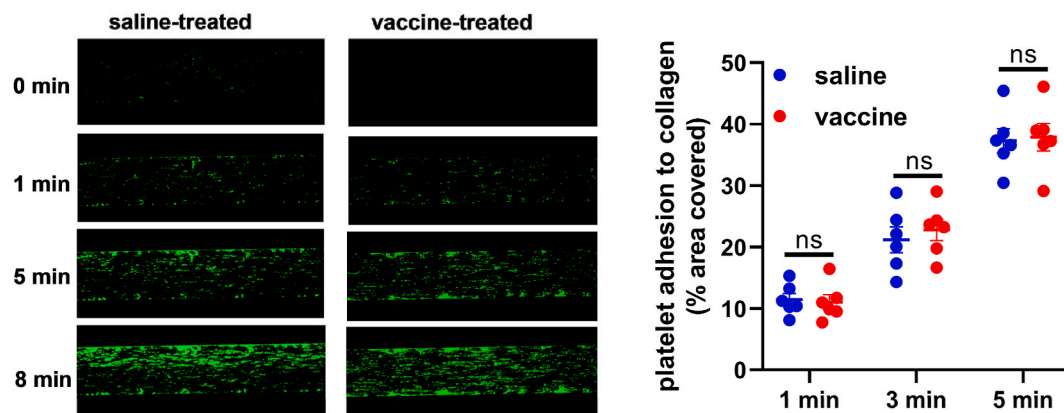 saline-treated
vaccine-treated
0 min
1 min
5 min
8 min
platelet adhesion to collagen
(% area covered)
50
40
30
20
10
0
saline
vaccine
ns
ns
ns
1 min
3 min
5 min